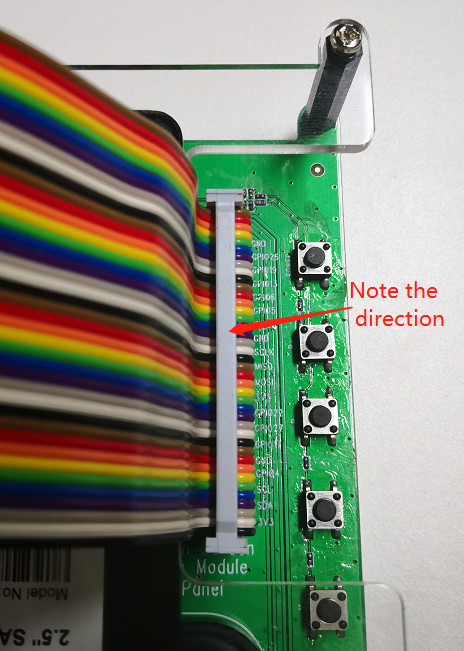 GND
GPIO26
GPIO19
GPIO13
GPIO6
GPIO5
Note the
direction
GND
SCLK
MISO
MOSI
3V3
GPIO22
GPIO27
GPIO17
GND
GPIO4
SCL
SDA
3V3
Module
Panel
Model No:
2.5" SA